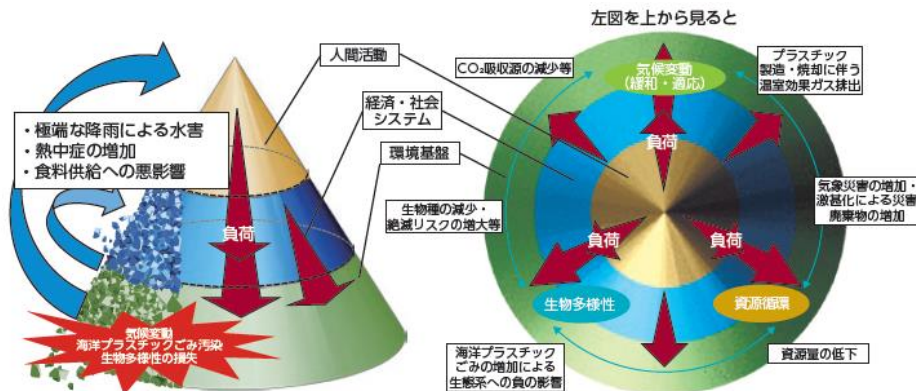 左図を上から見ると
人間活動
経済・社会
システム
環境基盤
・極端な降雨による水害
・熱中症の増加
・食料供給への悪影響
負荷
気候変動
海洋プラスチックごみ汚染
生物多様性の損失
CO₂吸収源の減少等
気候変動
(緩和・適応)
プラスチック
製造・焼却に伴う
温室効果ガス排出
負荷
生物種の減少・
絶滅リスクの増大等
気象災害の増加・
激甚化による災害
廃棄物の増加
負荷
負荷
生物多様性
資源循環
海洋プラスチック
ごみの増加による
生態系への負の影響
資源量の低下